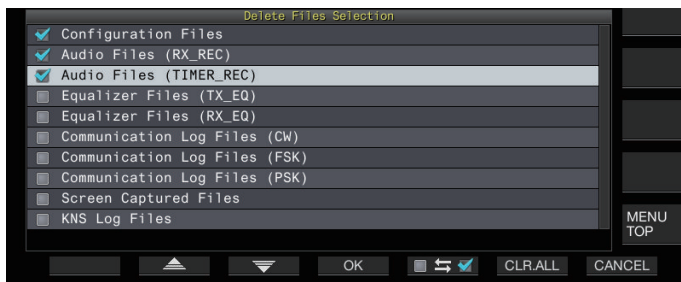 Delete Files Selection
Configuration Files
Audio Files (RX_REC)
Audio Files (TIMER_REC)
Equalizer Files (TX_EQ)
Equalizer Files (RX_EQ)
Communication Log Files (CW)
Communication Log Files (FSK)
Communication Log Files (PSK)
Screen Captured Files
KNS Log Files
MENU
TOP
OK CLR.ALL CANCEL